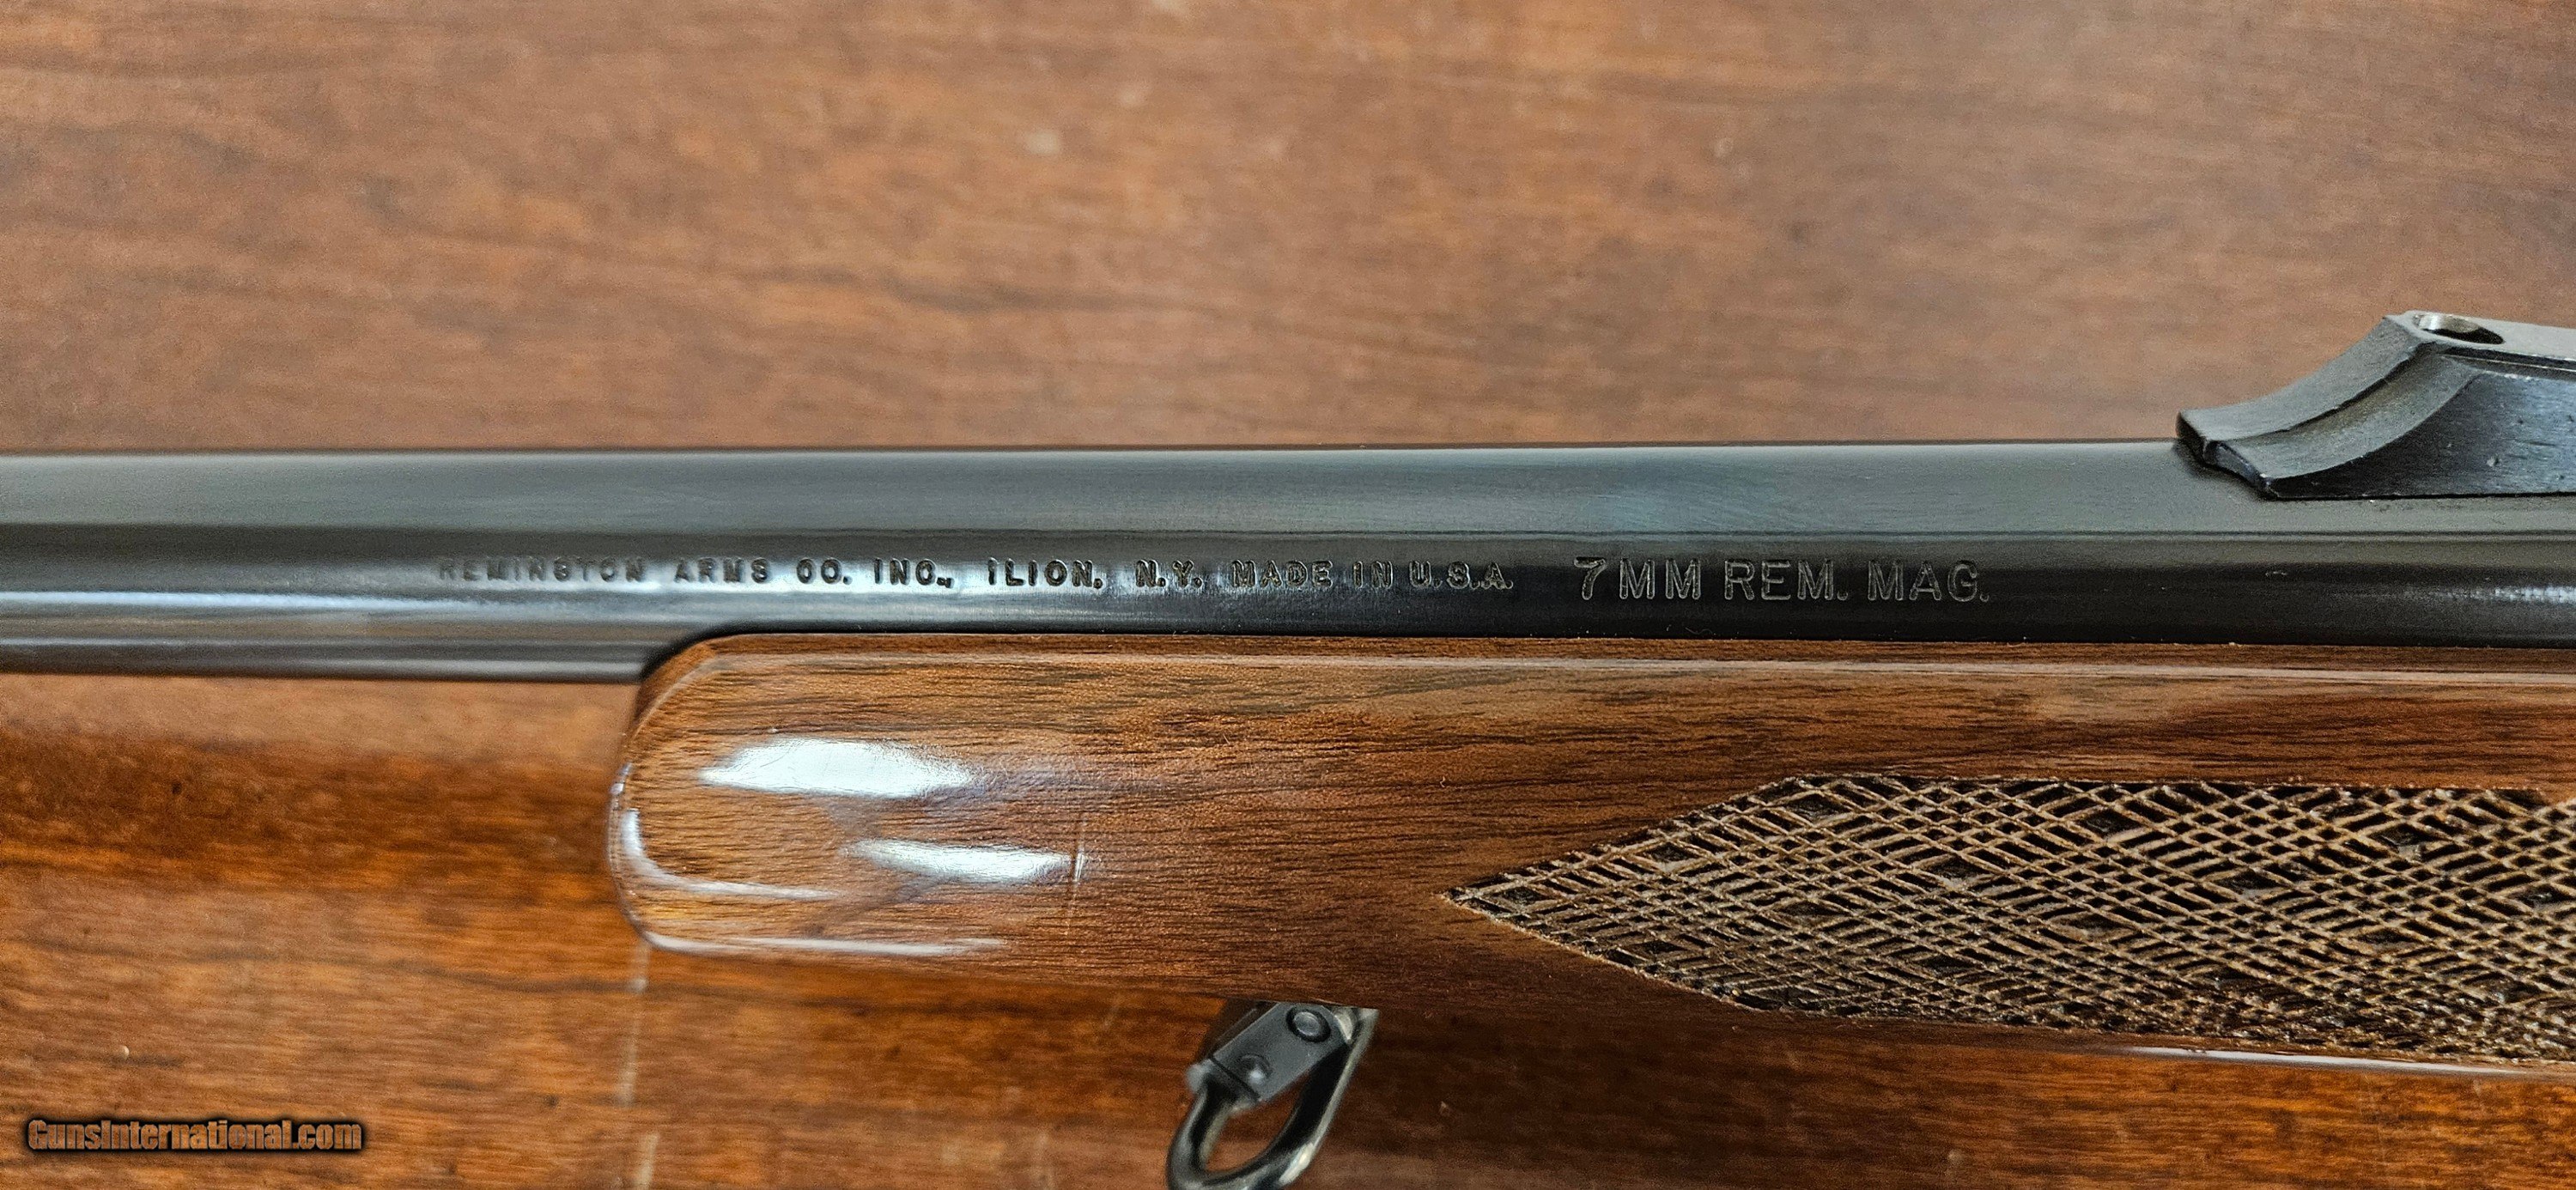 REMINGTON ARMS CO. INC., ILION, N.Y. MADE IN U.S.A. 7MM REM. MAG.
GunsInternational.com